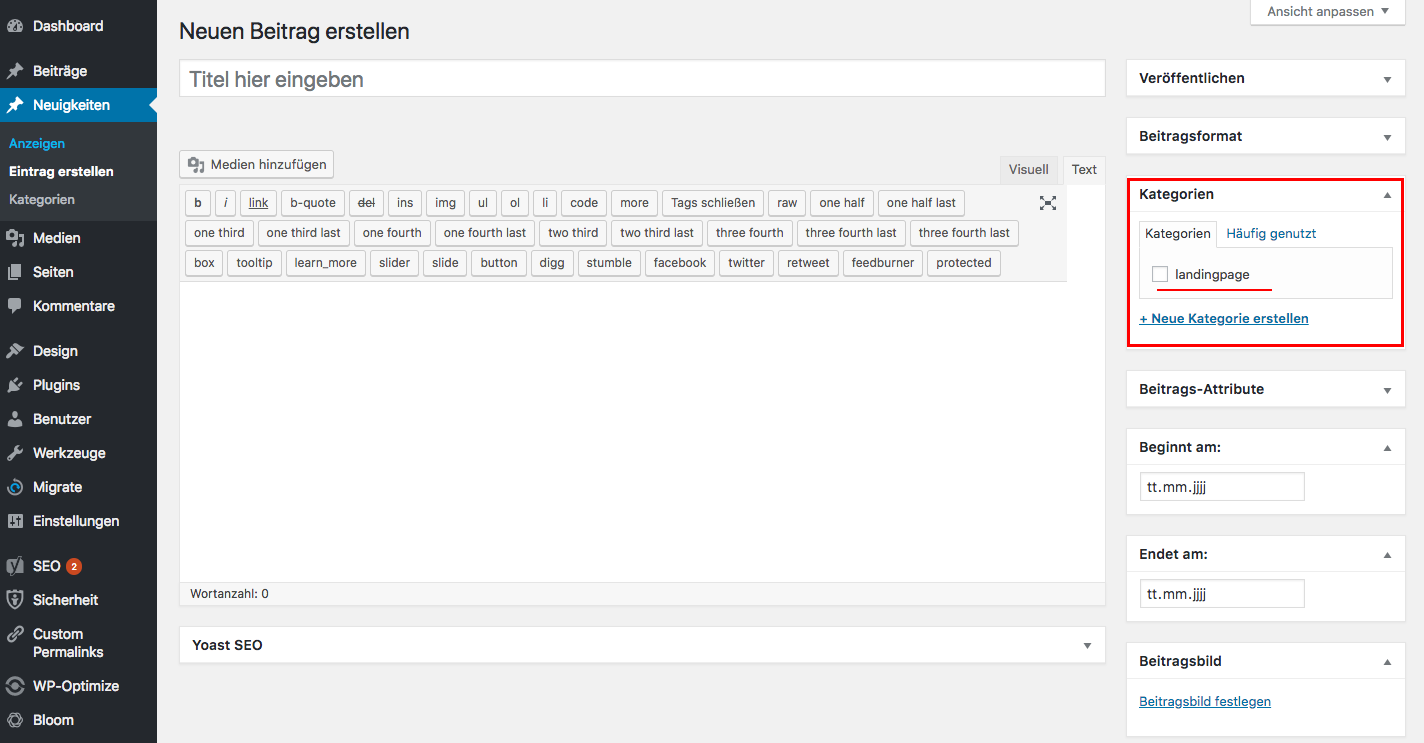 Dashboard
Beiträge
Neuigkeiten
Anzeigen
Eintrag erstellen
Kategorien
Medien
Seiten
Kommentare
Design
Plugins
Benutzer
Werkzeuge
Migrate
Einstellungen
SEO 2
Sicherheit
Custom
Permalinks
WP-Optimize
Bloom
Ansicht anpassen
Neuen Beitrag erstellen
Titel hier eingeben
Medien hinzufügen
Visuell Text
b i link b-quote del ins img ul ol li code more Tags schließen raw one half one half last
one third one third last one fourth one fourth last two third two third last three fourth three fourth last three fourth last
box tooltip learn_more slider slide button digg stumble facebook twitter retweet feedburner protected
Wortanzahl: 0
Yoast SEO
Veröffentlichen
Beitragsformat
Kategorien
Kategorien Häufig genutzt
landingpage
+ Neue Kategorie erstellen
Beitrags-Attribute
Beginnt am:
tt.mm.jjjj
Endet am:
tt.mm.jjjj
Beitragsbild
Beitragsbild festlegen